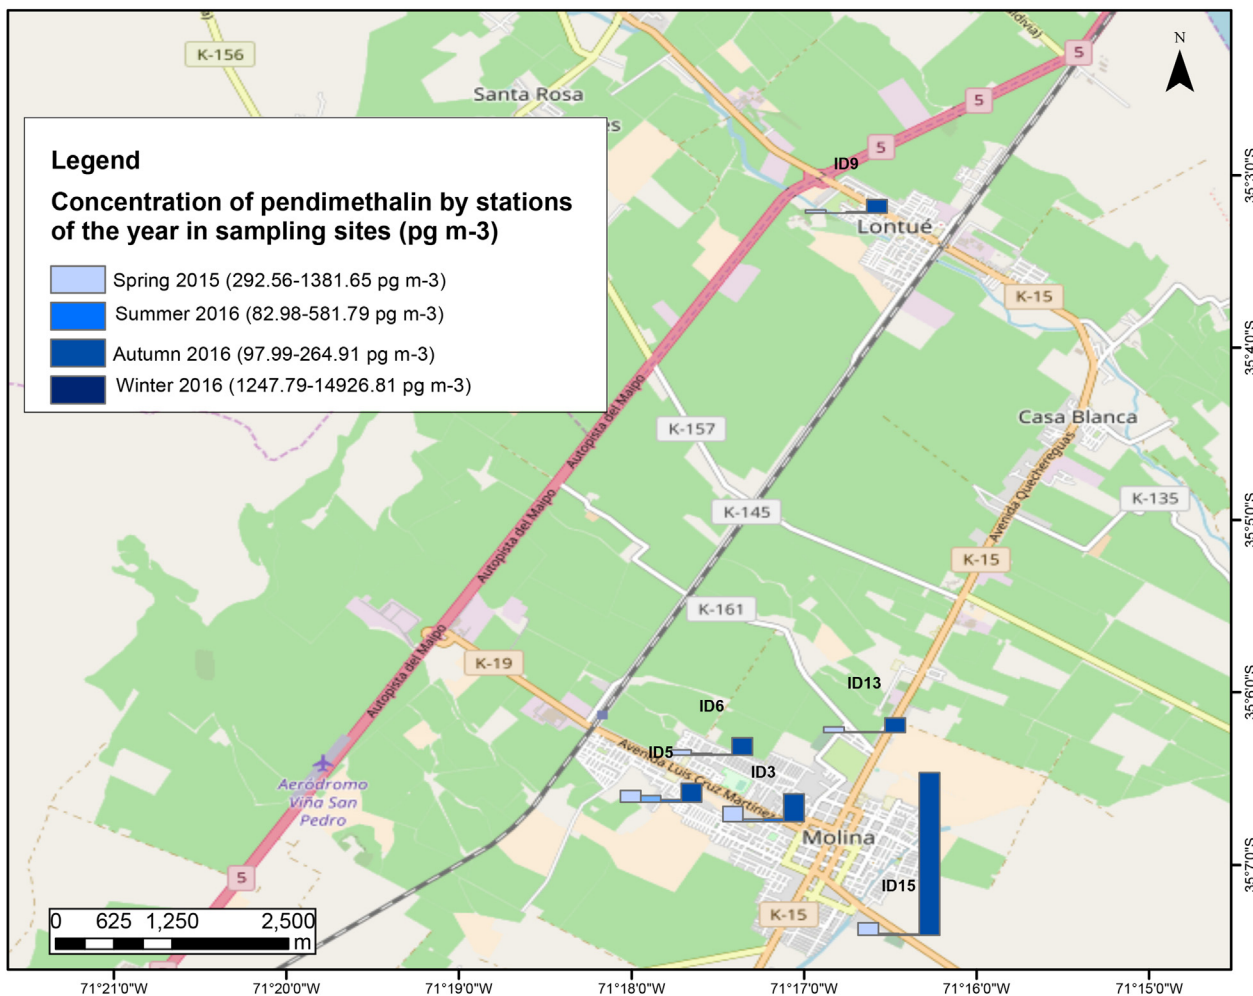 K-156
Santa Rosa
es
5
5
5
N
ldivia)
Legend
Concentration of pendimethalin by stations
of the year in sampling sites (pg m-3)
Spring 2015 (292.56-1381.65 pg m-3)
Summer 2016 (82.98-581.79 pg m-3)
Autumn 2016 (97.99-264.91 pg m-3)
Winter 2016 (1247.79-14926.81 pg m-3)
ID9
Lontué
K-15
Casa Blanca
Autopista del Maipo
K-157
Avenida Quechereguas
K-135
K-145
Autopista del Maipo
K-15
K-161
Autopista del Maipo
K-19
ID13
ID6
ID5
Avenida Luis Cruz Martínez
ID3
Aeródromo
Viña San
Pedro
Molina
5
ID15
K-15
0 625 1,250 2,500
m
35°3'0"S
35°4'0"S
35°5'0"S
35°6'0"S
35°7'0"S
71°21'0"W 71°20'0"W 71°19'0"W 71°18'0"W 71°17'0"W 71°16'0"W 71°15'0"W